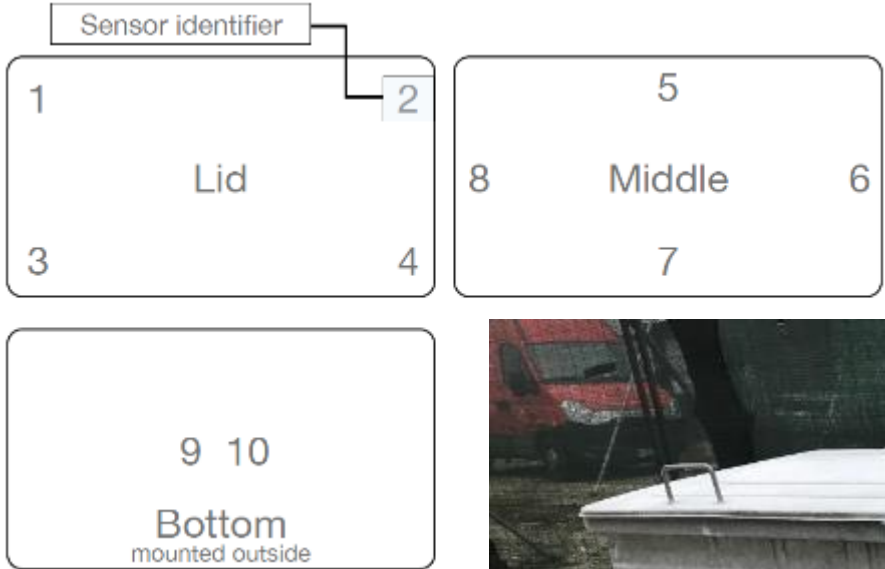 Sensor identifier
1 2
5
Lid
8 Middle 6
3 4
7
9 10
Bottom
mounted outside